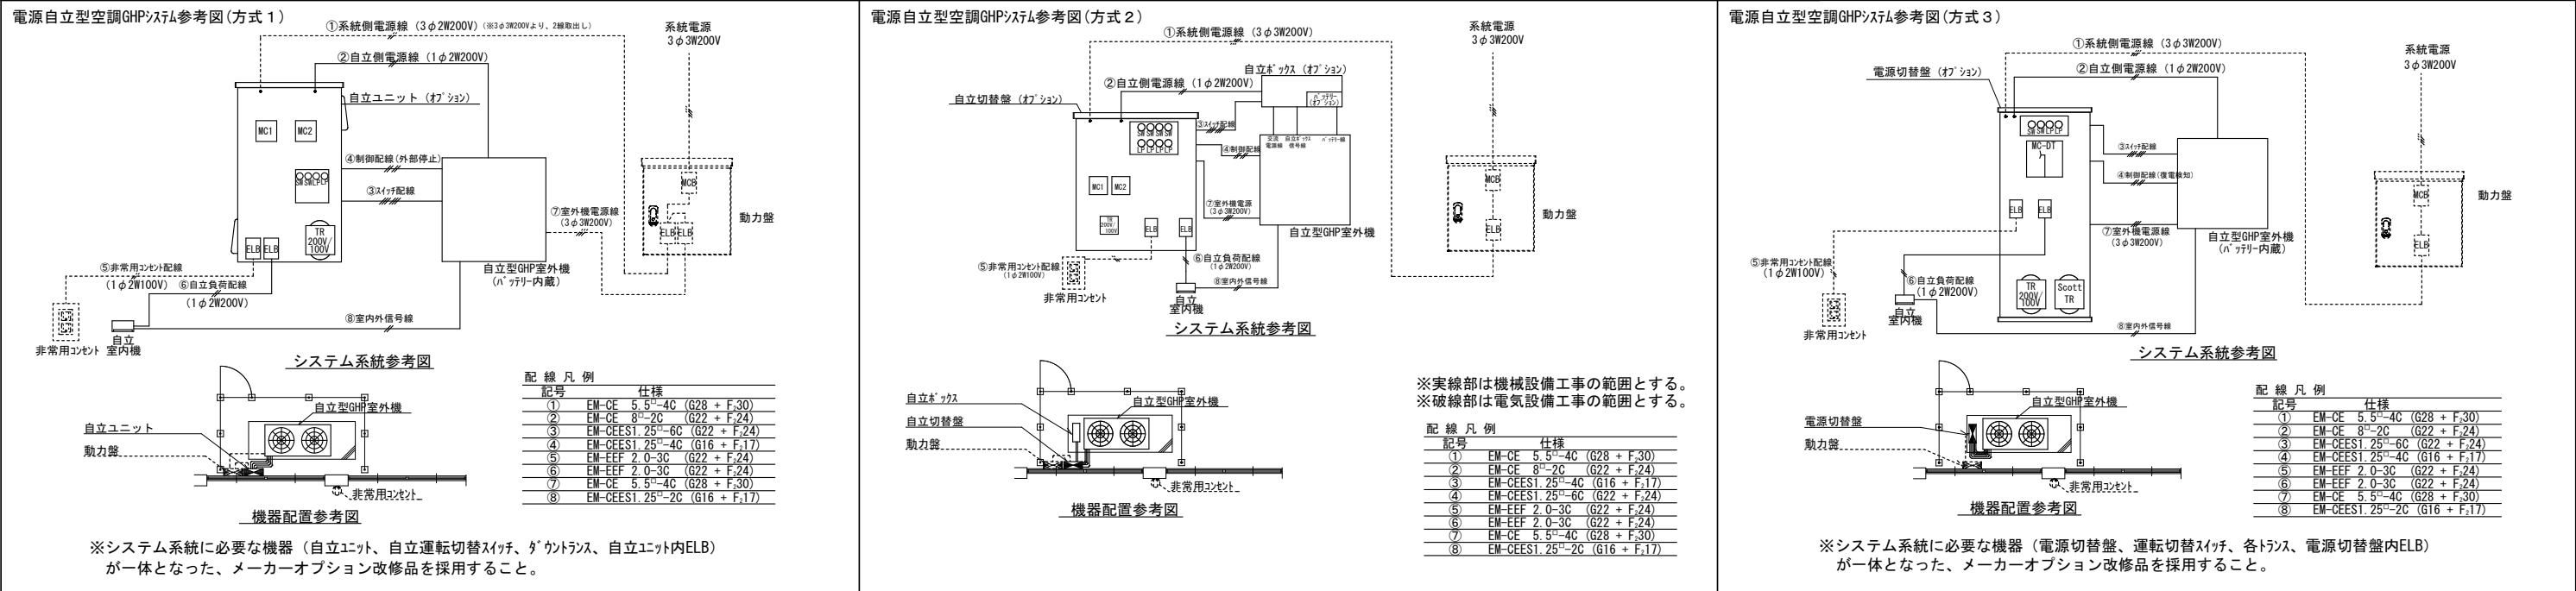 電源自立型空調GHPシステム参考図(方式1)
①系統側電源線 (3φ2W200V) (※3φ3W200Vより、2線取出し)
系統電源
3φ3W200V
②自立側電源線 (1φ2W200V)
自立ユニット (オプション)
MC1
MC2
④制御配線(外部停止)
SW SW LP LP
③スイッチ配線
⑦室外機電源線
(3φ3W200V)
MCB
動力盤
ELB ELB
TR
200V/
100V
ELB ELB
自立型GHP室外機
(バッテリー内蔵)
⑤非常用コンセント配線
(1φ2W100V)
⑥自立負荷配線
(1φ2W200V)
⑧室内外信号線
非常用コンセント
自立
室内機
システム系統参考図
自立型GHP室外機
自立ユニット
動力盤
非常用コンセント
機器配置参考図
配 線 凡 例
記号 仕様
① EM-CE 5.5□-4C (G28 + F₂30)
② EM-CE 8□-2C (G22 + F₂24)
③ EM-CEES1.25□-6C (G22 + F₂24)
④ EM-CEES1.25□-4C (G16 + F₂17)
⑤ EM-EEF 2.0-3C (G22 + F₂24)
⑥ EM-EEF 2.0-3C (G22 + F₂24)
⑦ EM-CE 5.5□-4C (G28 + F₂30)
⑧ EM-CEES1.25□-2C (G16 + F₂17)
※システム系統に必要な機器 (自立ユニット、自立運転切替スイッチ、ダウントランス、自立ユニット内ELB)
が一体となった、メーカーオプション改修品を採用すること。
電源自立型空調GHPシステム参考図(方式2)
①系統側電源線 (3φ3W200V)
系統電源
3φ3W200V
自立ボックス (オプション)
②自立側電源線 (1φ2W200V)
バッテリー
(オプション)
自立切替盤 (オプション)
③スイッチ配線
SW SW SW SW
LP LP LP LP
交流
電源線
自立ボックス
信号線
バッテリー線
④制御配線
MC1
MC2
⑦室外機電源
(3φ3W200V)
TR
200V/
100V
ELB
ELB
自立型GHP室外機
MCB
ELB
動力盤
⑤非常用コンセント配線
(1φ2W100V)
⑥自立負荷配線
(1φ2W200V)
⑧室内外信号線
非常用コンセント
自立
室内機
システム系統参考図
自立ボックス
自立切替盤
動力盤
自立型GHP室外機
非常用コンセント
機器配置参考図
※実線部は機械設備工事の範囲とする。
※破線部は電気設備工事の範囲とする。
配 線 凡 例
記号 仕様
① EM-CE 5.5□-4C (G28 + F₂30)
② EM-CE 8□-2C (G22 + F₂24)
③ EM-CEES1.25□-4C (G16 + F₂17)
④ EM-CEES1.25□-6C (G22 + F₂24)
⑤ EM-EEF 2.0-3C (G22 + F₂24)
⑥ EM-EEF 2.0-3C (G22 + F₂24)
⑦ EM-CE 5.5□-4C (G28 + F₂30)
⑧ EM-CEES1.25□-2C (G16 + F₂17)
電源自立型空調GHPシステム参考図(方式3)
①系統側電源線 (3φ3W200V)
系統電源
3φ3W200V
電源切替盤 (オプション)
②自立側電源線 (1φ2W200V)
SW SW LP LP
MC-DT
③スイッチ配線
④制御配線(復電検知)
ELB
ELB
⑦室外機電源線
(3φ3W200V)
自立型GHP室外機
(バッテリー内蔵)
MCB
ELB
動力盤
⑤非常用コンセント配線
(1φ2W100V)
⑥自立負荷配線
(1φ2W200V)
TR
200V/
100V
Scott
TR
自立
室内機
⑧室内外信号線
非常用コンセント
システム系統参考図
電源切替盤
動力盤
自立型GHP室外機
非常用コンセント
機器配置参考図
配 線 凡 例
記号 仕様
① EM-CE 5.5□-4C (G28 + F₂30)
② EM-CE 8□-2C (G22 + F₂24)
③ EM-CEES1.25□-6C (G22 + F₂24)
④ EM-CEES1.25□-4C (G16 + F₂17)
⑤ EM-EEF 2.0-3C (G22 + F₂24)
⑥ EM-EEF 2.0-3C (G22 + F₂24)
⑦ EM-CE 5.5□-4C (G28 + F₂30)
⑧ EM-CEES1.25□-2C (G16 + F₂17)
※システム系統に必要な機器 (電源切替盤、運転切替スイッチ、各トランス、電源切替盤内ELB)
が一体となった、メーカーオプション改修品を採用すること。